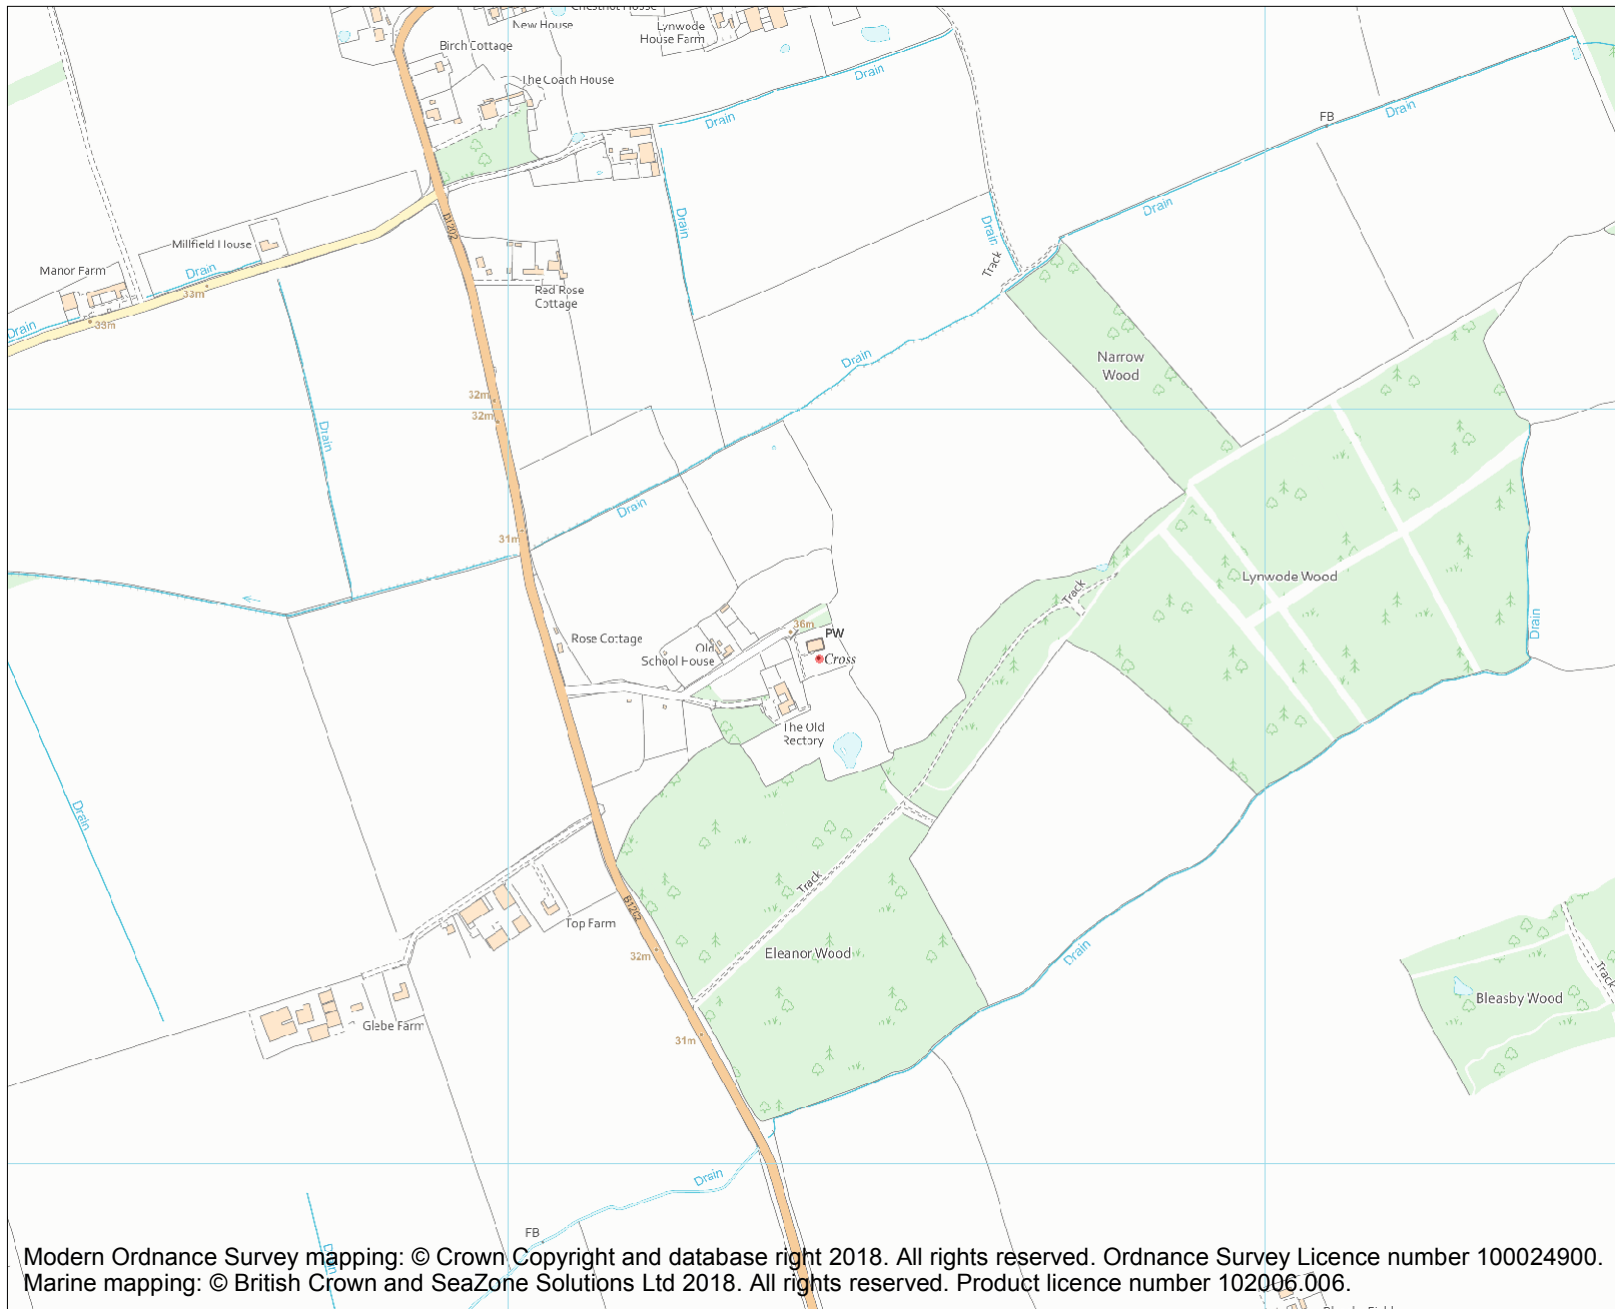 New House
Lynwode
House Farm
Birch Cottage
The Coach House
Drain
Drain
FB
Drain
Drain
Drain
Drain
Track
B1202
Millfield House
Manor Farm
Drain
33m
Drain
33m
Red Rose
Cottage
Drain
Narrow
Wood
32m
32m
Drain
Drain
31m
Lynwode Wood
Track
Drain
Rose Cottage
36m
PW
Old
School House
Cross
The Old
Rectory
Drain
Track
B1202
Top Farm
32m
Eleanor Wood
Drain
Track
Bleasby Wood
Glebe Farm
31m
Drain
FB
Drain
Modern Ordnance Survey mapping: © Crown Copyright and database right 2018. All rights reserved. Ordnance Survey Licence number 100024900.
Marine mapping: © British Crown and SeaZone Solutions Ltd 2018. All rights reserved. Product licence number 102006.006.